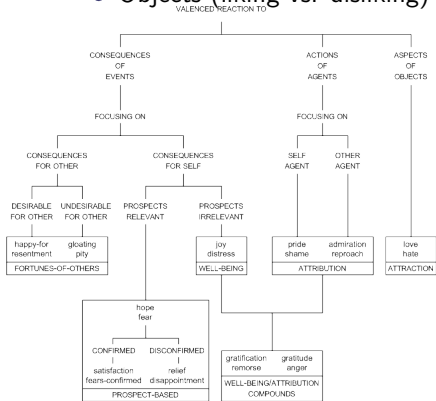 Objects (liking vs. disliking)
VALENCED REACTION TO
CONSEQUENCES OF EVENTS
ACTIONS OF AGENTS
ASPECTS OF OBJECTS
FOCUSING ON
FOCUSING ON
CONSEQUENCES FOR OTHER
CONSEQUENCES FOR SELF
SELF AGENT
OTHER AGENT
DESIRABLE FOR OTHER
UNDESIRABLE FOR OTHER
PROSPECTS RELEVANT
PROSPECTS IRRELEVANT
happy-for
resentment
gloating
pity
FORTUNES-OF-OTHERS
joy
distress
WELL-BEING
pride
shame
admiration
reproach
ATTRIBUTION
love
hate
ATTRACTION
hope
fear
CONFIRMED
DISCONFIRMED
satisfaction
fears-confirmed
relief
disappointment
PROSPECT-BASED
gratification
remorse
gratitude
anger
WELL-BEING/ATTRIBUTION
COMPOUNDS